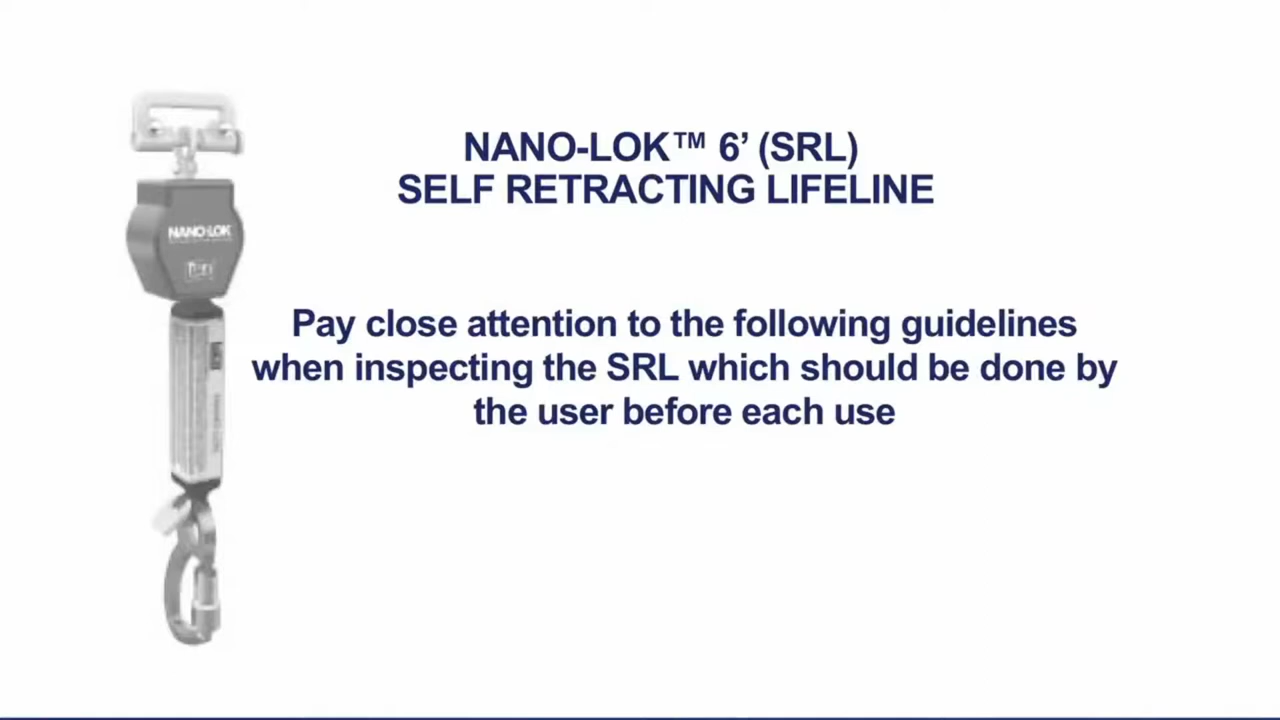 NANO-LOK™ 6’ (SRL)
SELF RETRACTING LIFELINE
NANO-LOK
Pay close attention to the following guidelines
when inspecting the SRL which should be done by
the user before each use